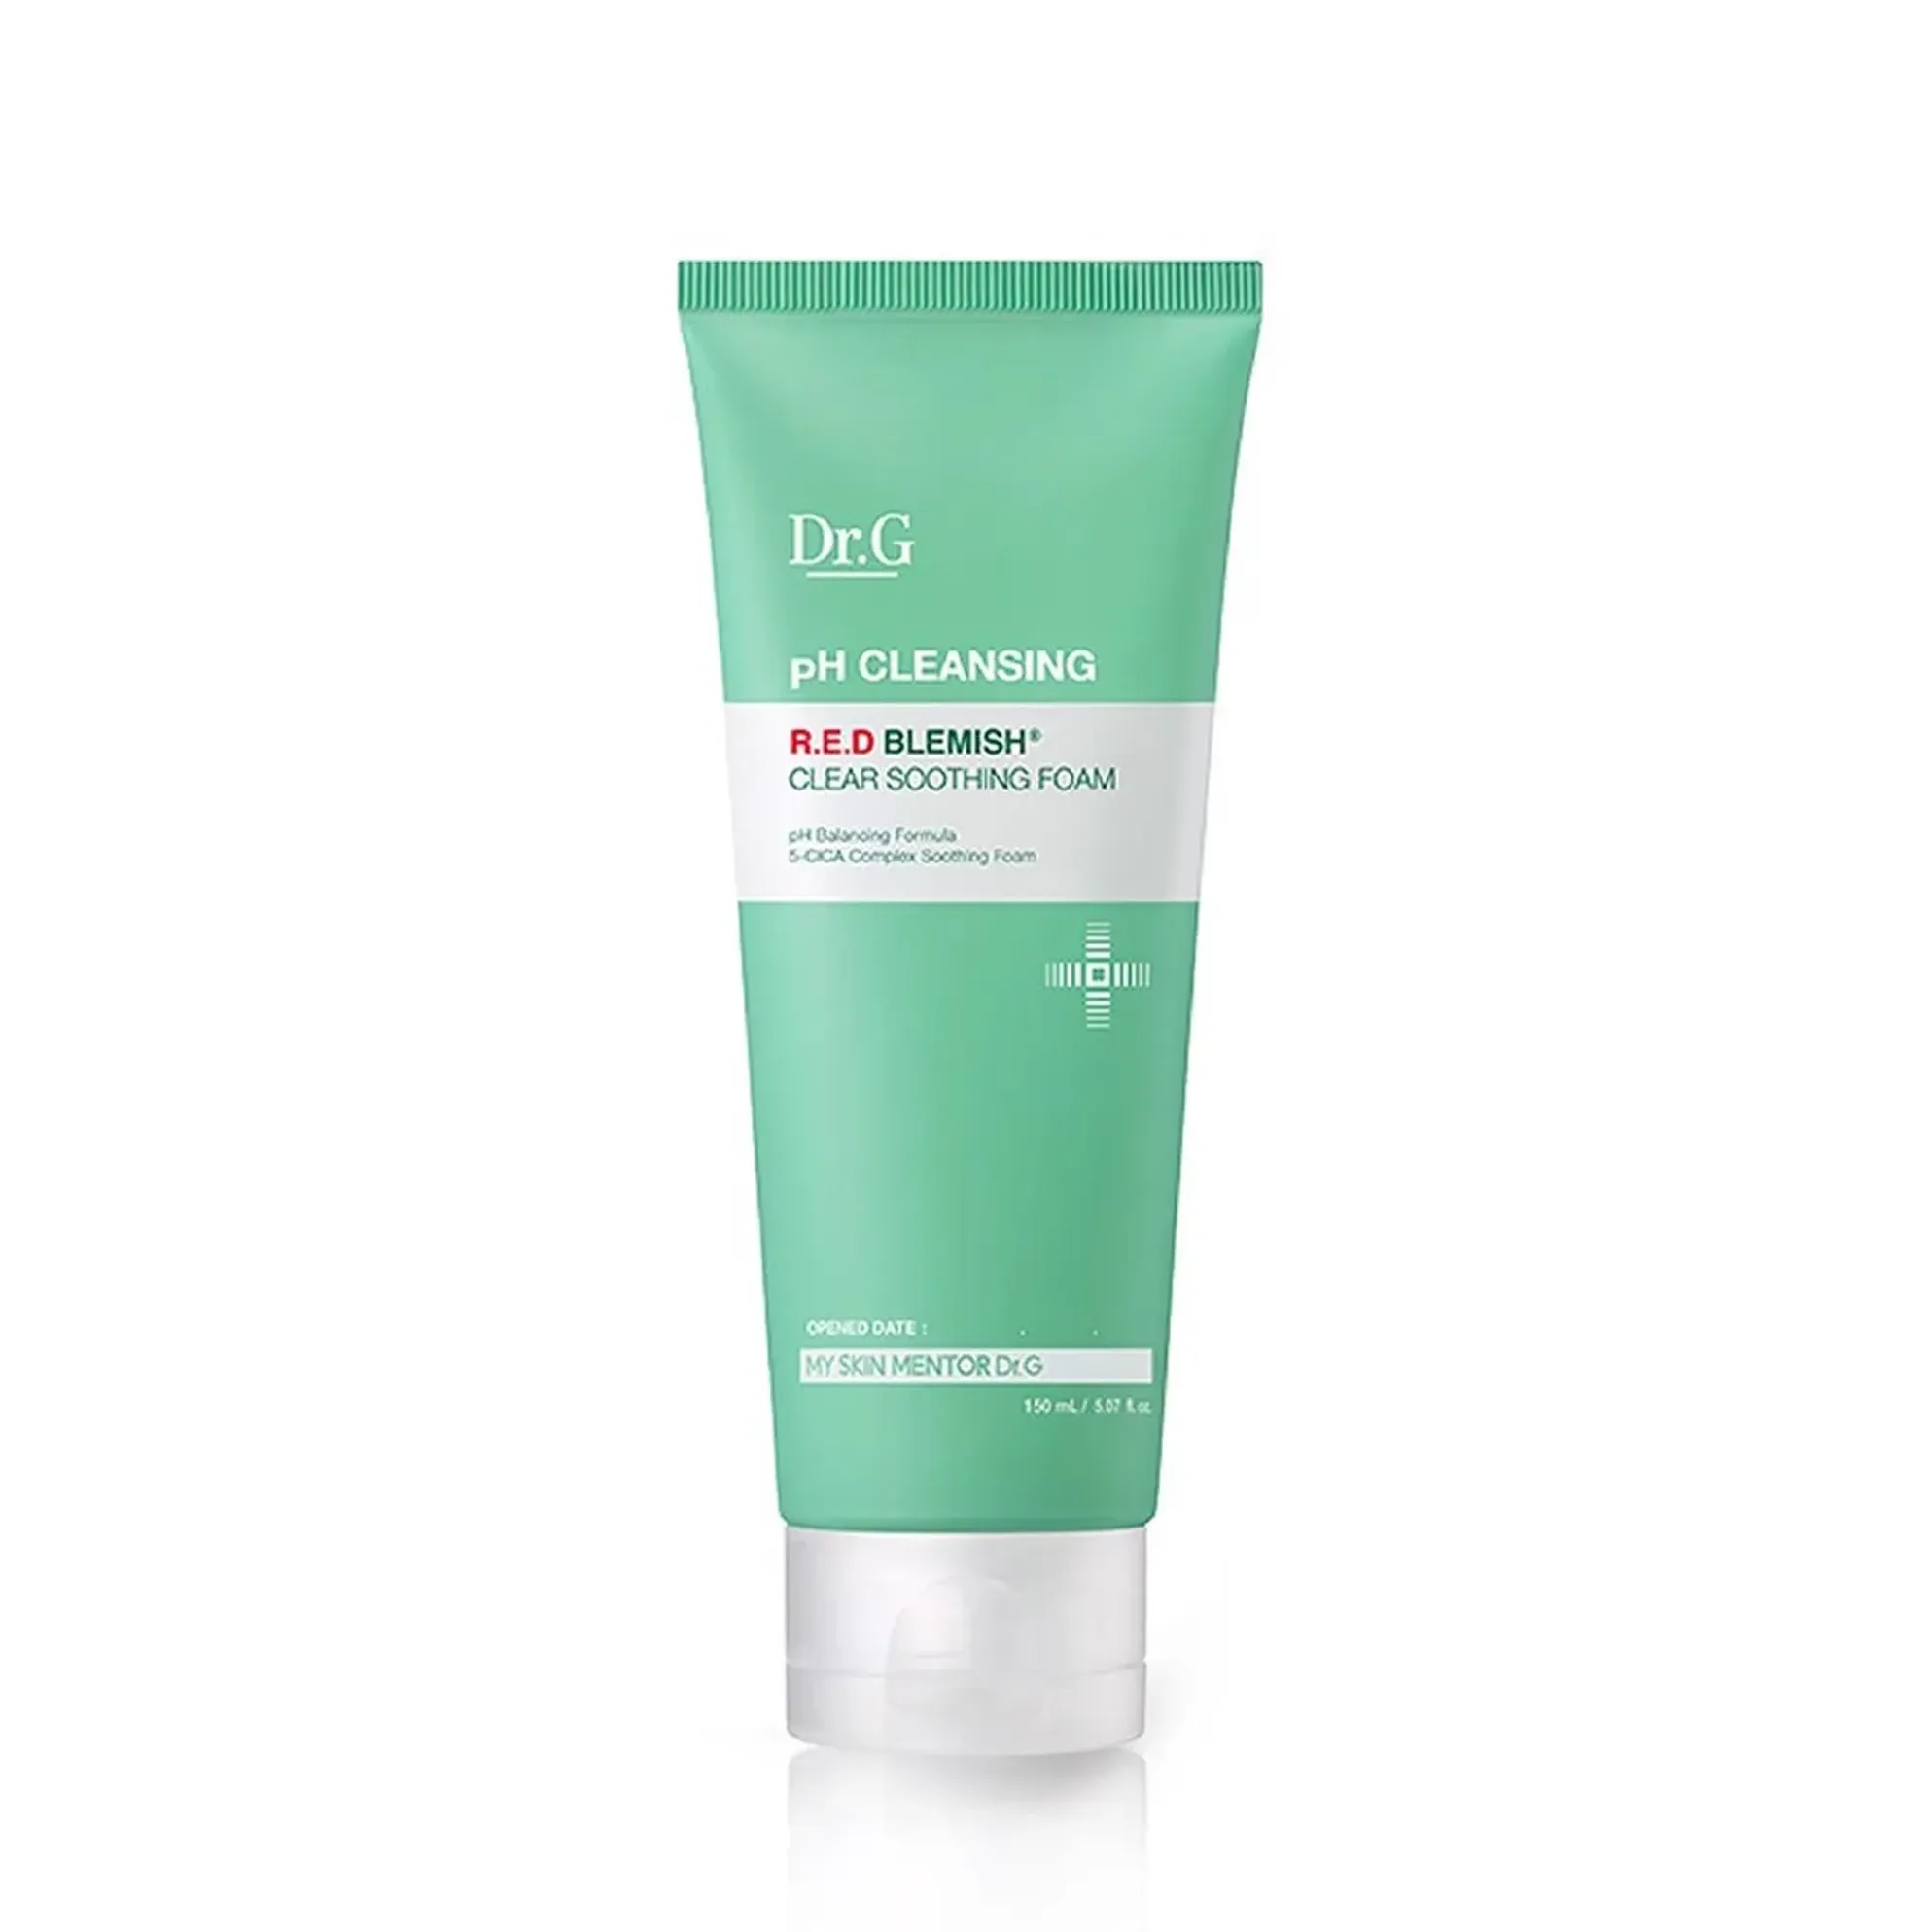 Dr.G
pH CLEANSING
R.E.D BLEMISH®
CLEAR SOOTHING FOAM
pH Balancing Formula
5-CICA Complex Soothing Foam
OPENED DATE : . .
MY SKIN MENTOR Dr.G
150 mL / 5.07 fl. oz.